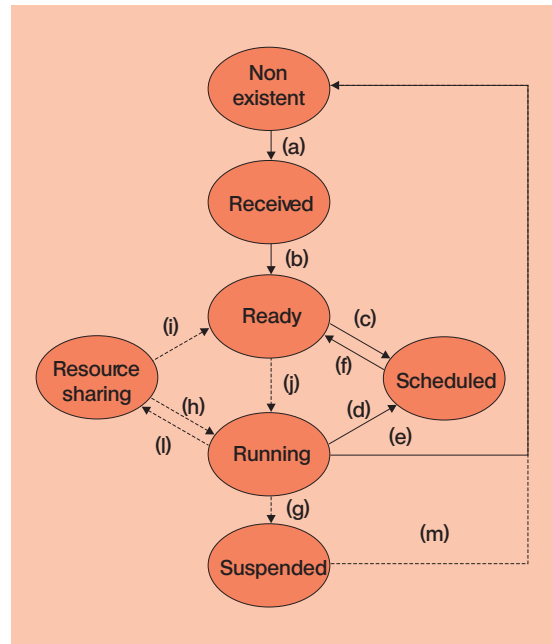 Non
existent
(a)
Received
(b)
Ready
(c)
(i)
(f)
Resource
sharing
(j)
Scheduled
(h)
(d)
(l)
(e)
Running
(g)
(m)
Suspended